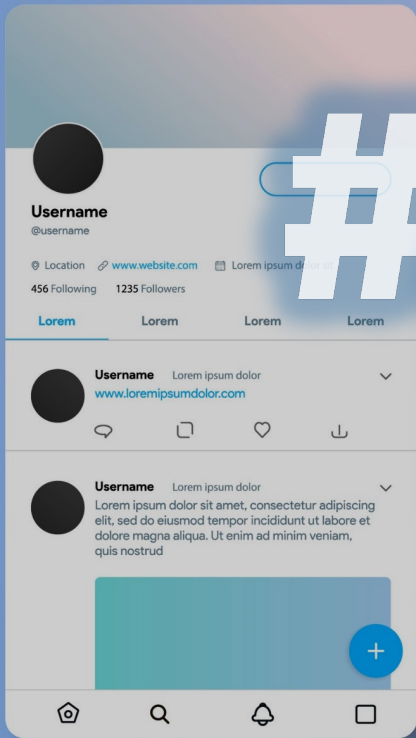 #
Username
@username
Location www.website.com Lorem ipsum dolor sit
456 Following 1235 Followers
Lorem Lorem Lorem Lorem
Username Lorem ipsum dolor
www.loremipsumdolor.com
Username Lorem ipsum dolor
Lorem ipsum dolor sit amet, consectetur adipiscing
elit, sed do eiusmod tempor incididunt ut labore et
dolore magna aliqua. Ut enim ad minim veniam,
quis nostrud
+